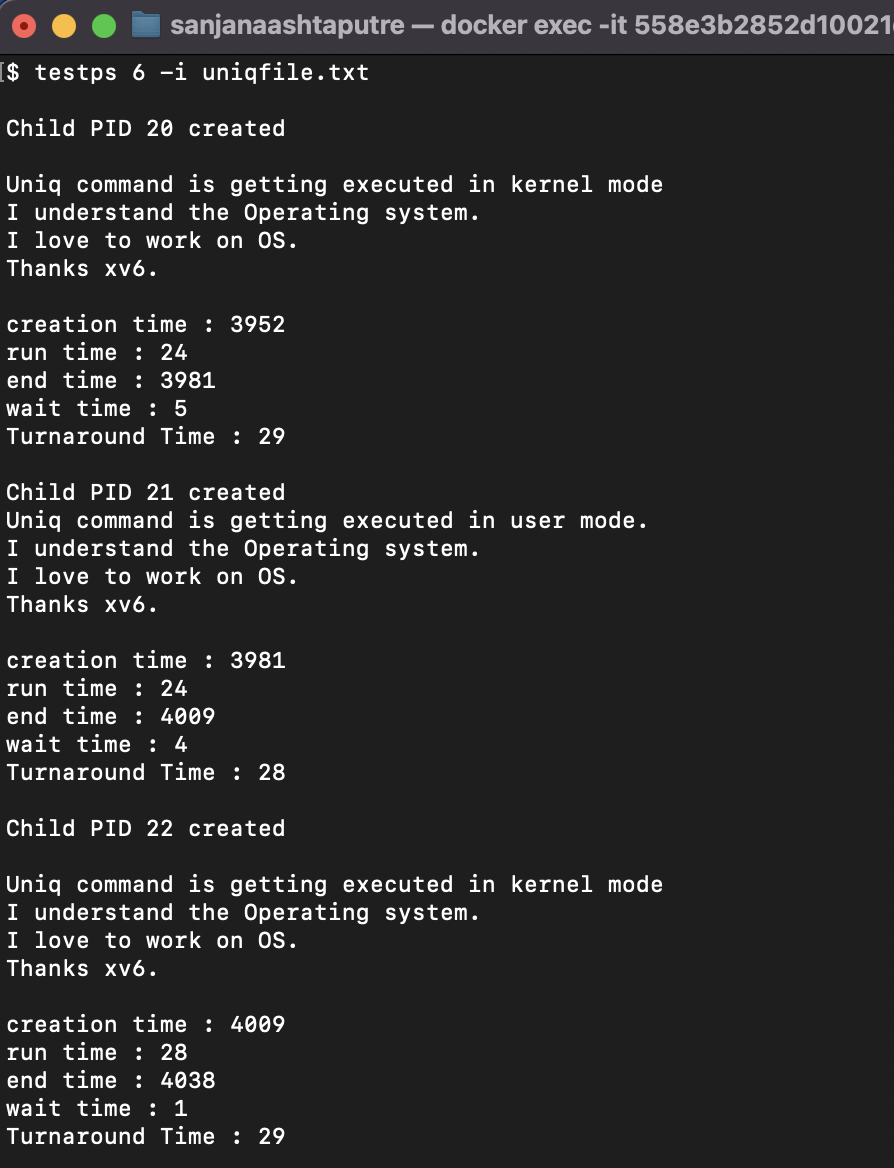 sanjanaashtaputre — docker exec -it 558e3b2852d10021
$ testps 6 -i uniqfile.txt
Child PID 20 created
Uniq command is getting executed in kernel mode
I understand the Operating system.
I love to work on OS.
Thanks xv6.
creation time : 3952
run time : 24
end time : 3981
wait time : 5
Turnaround Time : 29
Child PID 21 created
Uniq command is getting executed in user mode.
I understand the Operating system.
I love to work on OS.
Thanks xv6.
creation time : 3981
run time : 24
end time : 4009
wait time : 4
Turnaround Time : 28
Child PID 22 created
Uniq command is getting executed in kernel mode
I understand the Operating system.
I love to work on OS.
Thanks xv6.
creation time : 4009
run time : 28
end time : 4038
wait time : 1
Turnaround Time : 29